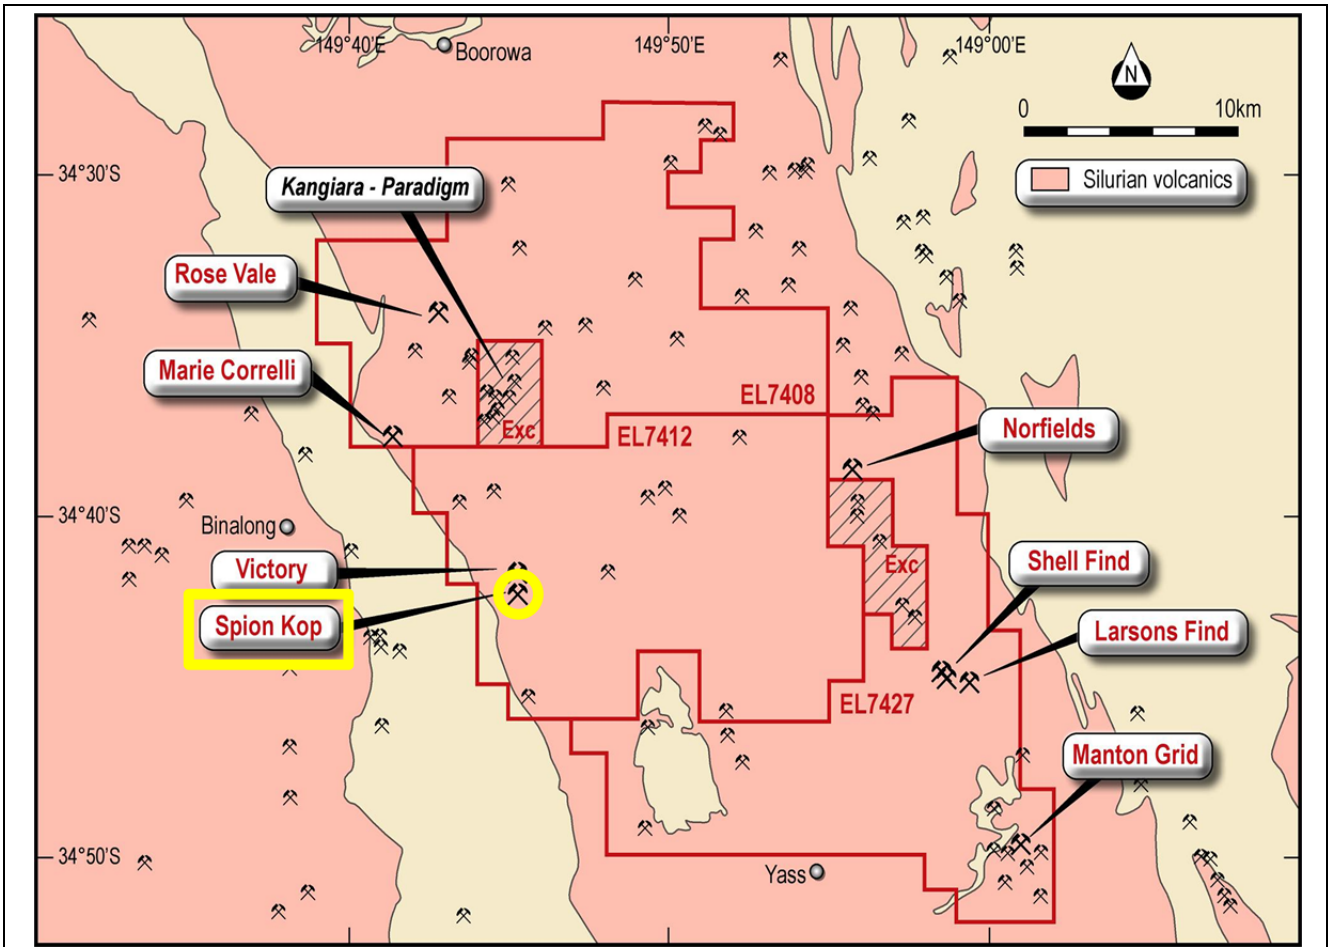 149°40'E
149°50'E
149°00'E
Boorowa
N
0
10km
34°30'S
Silurian volcanics
Kangiara - Paradigm
Rose Vale
Marie Correlli
EL7408
Exc
EL7412
Norfields
34°40'S
Binalong
Victory
Exc
Shell Find
Spion Kop
Larsons Find
EL7427
Manton Grid
34°50'S
Yass